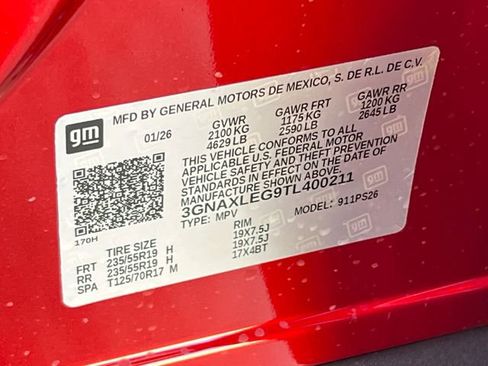 gm
MFD BY GENERAL MOTORS DE MEXICO, S. DE R.L. DE C.V.
01/26
GVWR GAWR FRT GAWR RR
2100 KG 1175 KG 1200 KG
4629 LB 2590 LB 2645 LB
THIS VEHICLE CONFORMS TO ALL
APPLICABLE U.S. FEDERAL MOTOR
VEHICLE SAFETY AND THEFT PREVENTION
STANDARDS IN EFFECT ON THE DATE OF
MANUFACTURE SHOWN ABOVE.
3GNAXLEG9TL400211
TYPE: MPV MODEL: 911PS26
170H
TIRE SIZE RIM
FRT 235/55R19 H 19X7.5J
RR 235/55R19 H 19X7.5J
SPA T125/70R17 M 17X4BT